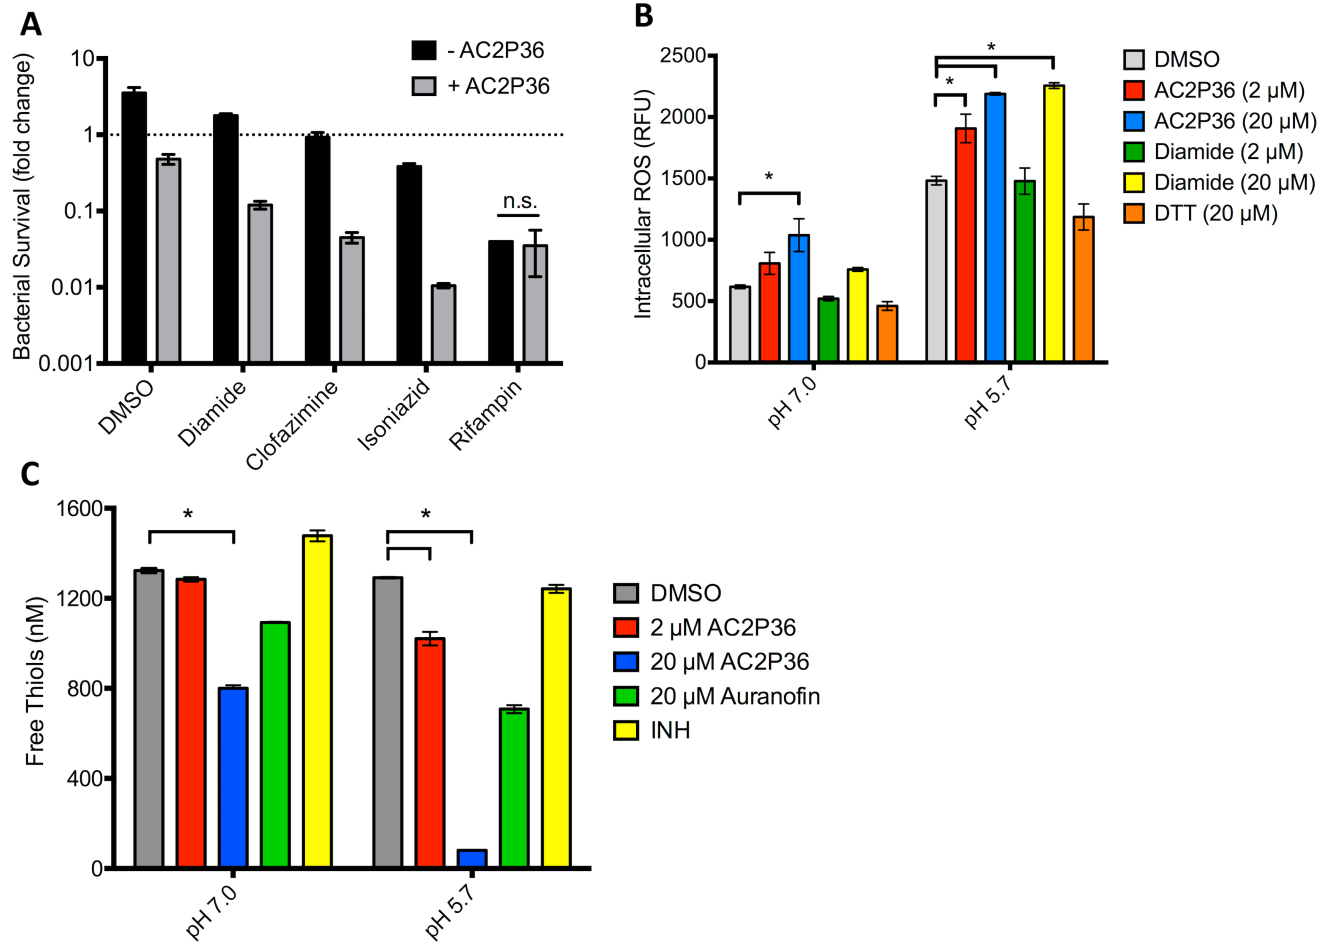 A
- AC2P36
+ AC2P36
Bacterial Survival (fold change)
10
1
0.1
0.01
0.001
n.s.
DMSO
Diamide
Clofazimine
Isoniazid
Rifampin
B
Intracellular ROS (RFU)
2500
2000
1500
1000
500
0
*
*
*
pH 7.0
pH 5.7
DMSO
AC2P36 (2 µM)
AC2P36 (20 µM)
Diamide (2 µM)
Diamide (20 µM)
DTT (20 µM)
C
Free Thiols (nM)
1600
1200
800
400
0
*
*
pH 7.0
pH 5.7
DMSO
2 µM AC2P36
20 µM AC2P36
20 µM Auranofin
INH